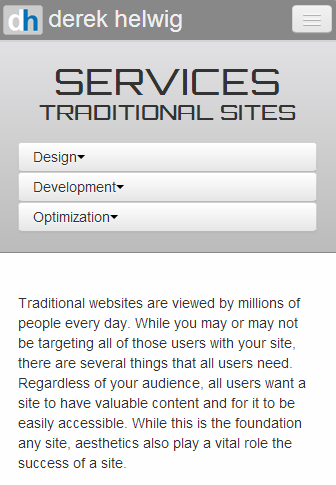 dh derek helwig
SERVICES
TRADITIONAL SITES
Design
Development
Optimization
Traditional websites are viewed by millions of
people every day. While you may or may not
be targeting all of those users with your site,
there are several things that all users need.
Regardless of your audience, all users want a
site to have valuable content and for it to be
easily accessible. While this is the foundation
any site, aesthetics also play a vital role the
success of a site.